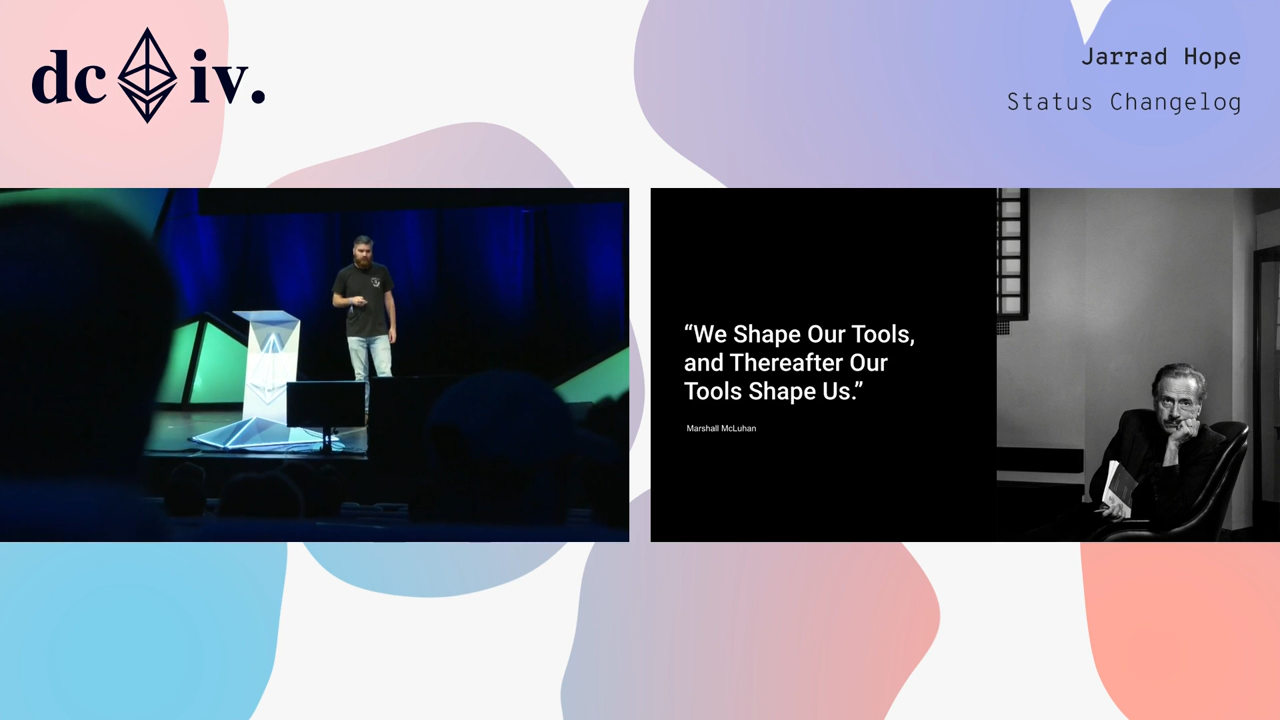 dc iv.
Jarrad Hope
Status Changelog
“We Shape Our Tools,
and Thereafter Our
Tools Shape Us.”
Marshall McLuhan